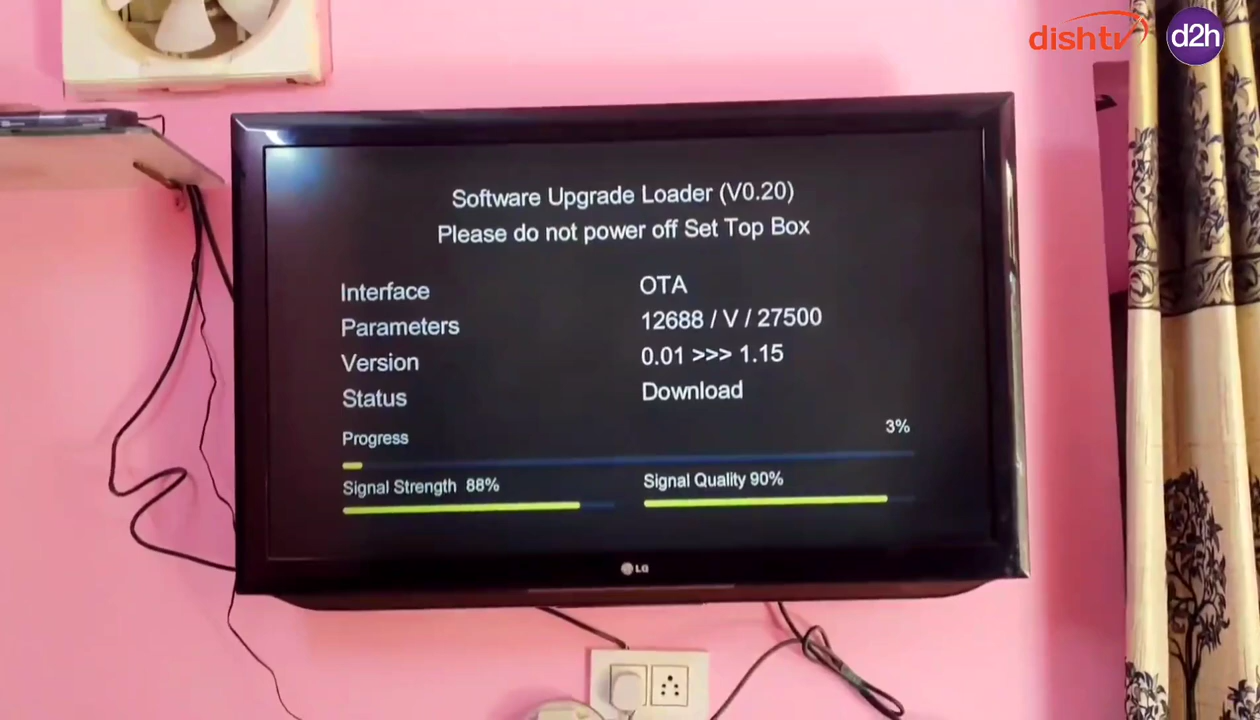 dishtv d2h
Software Upgrade Loader (V0.20)
Please do not power off Set Top Box
Interface OTA
Parameters 12688 / V / 27500
Version 0.01 >>> 1.15
Status Download
Progress 3%
Signal Strength 88% Signal Quality 90%
LG